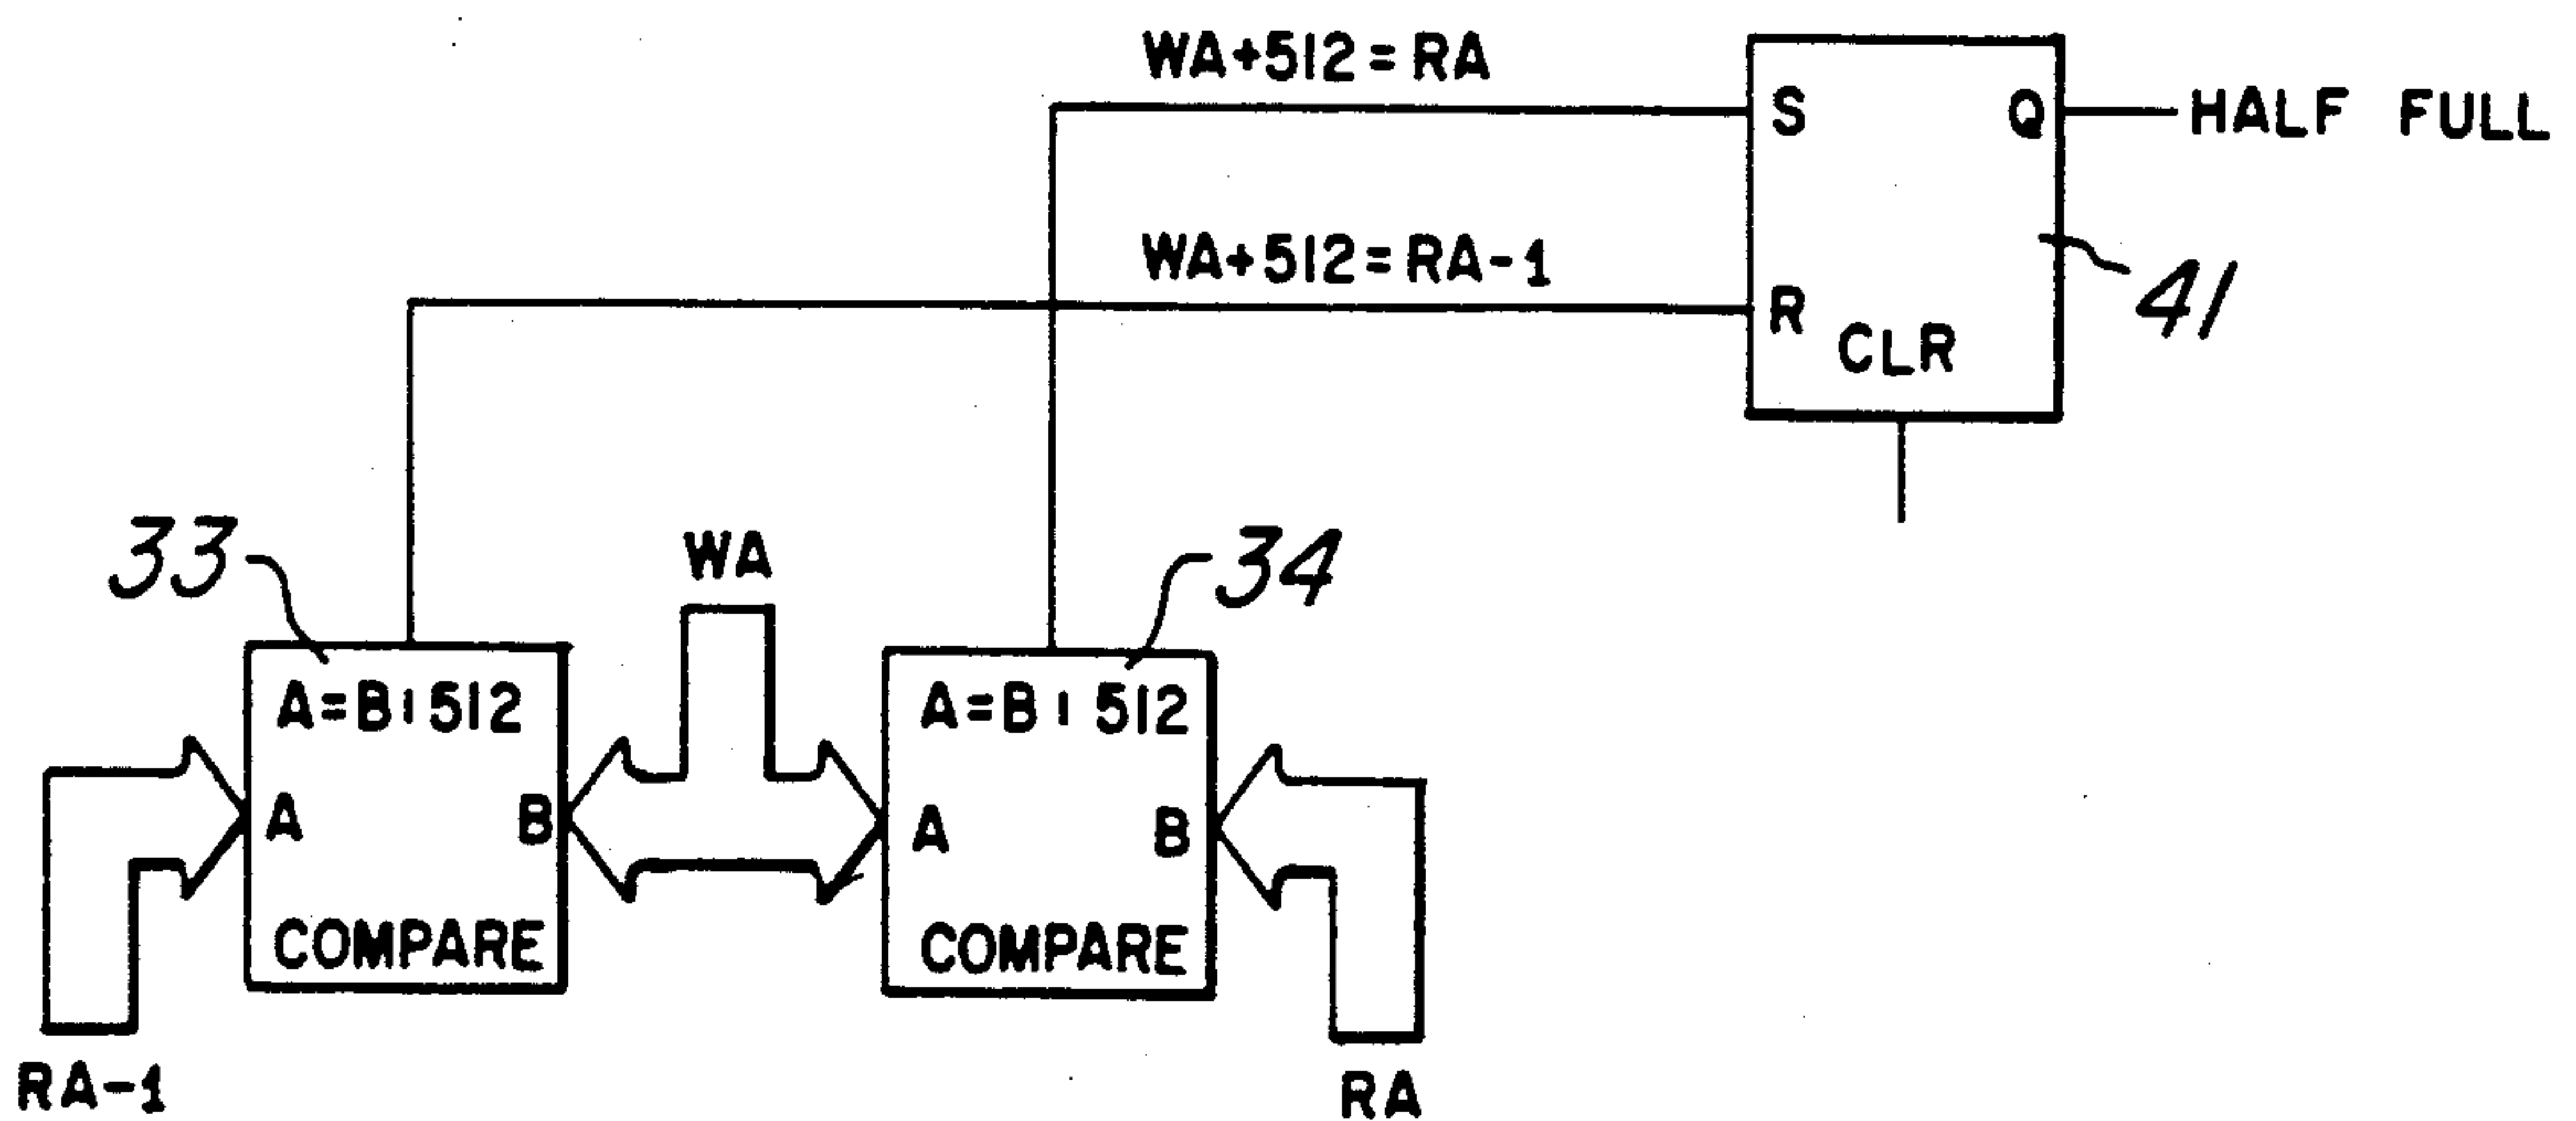 WA+512=RA
S
Q
HALF FULL
WA+512=RA-1
R
CLR
41
33
WA
34
A=B+512
A=B+512
A
B
A
B
COMPARE
COMPARE
RA-1
RA